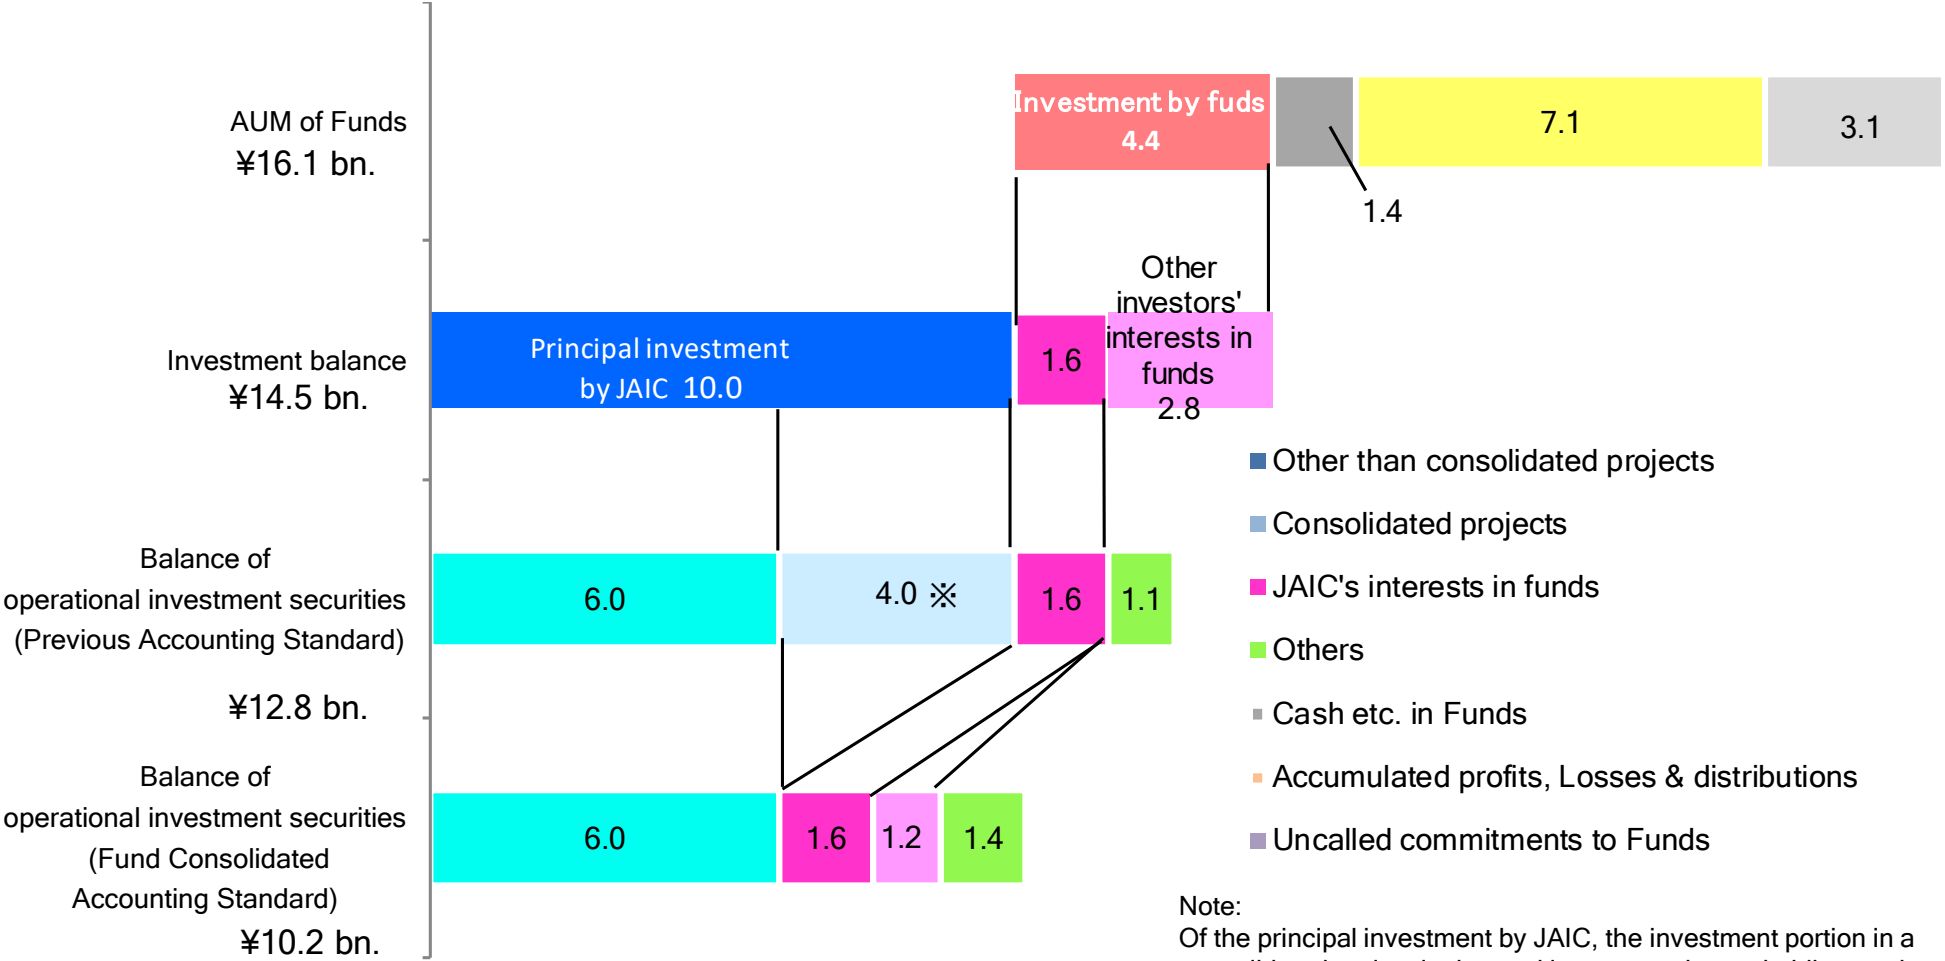 AUM of Funds
¥16.1 bn.
Investment by fuds
4.4
7.1
3.1
1.4
Investment balance
¥14.5 bn.
Principal investment
by JAIC 10.0
1.6
Other
investors'
interests in
funds
2.8
Balance of
operational investment securities
(Previous Accounting Standard)
¥12.8 bn.
6.0
4.0 ※
1.6
1.1
Balance of
operational investment securities
(Fund Consolidated
Accounting Standard)
¥10.2 bn.
6.0
1.6
1.2
1.4
Other than consolidated projects
Consolidated projects
JAIC's interests in funds
Others
Cash etc. in Funds
Accumulated profits, Losses & distributions
Uncalled commitments to Funds
Note:
Of the principal investment by JAIC, the investment portion in a